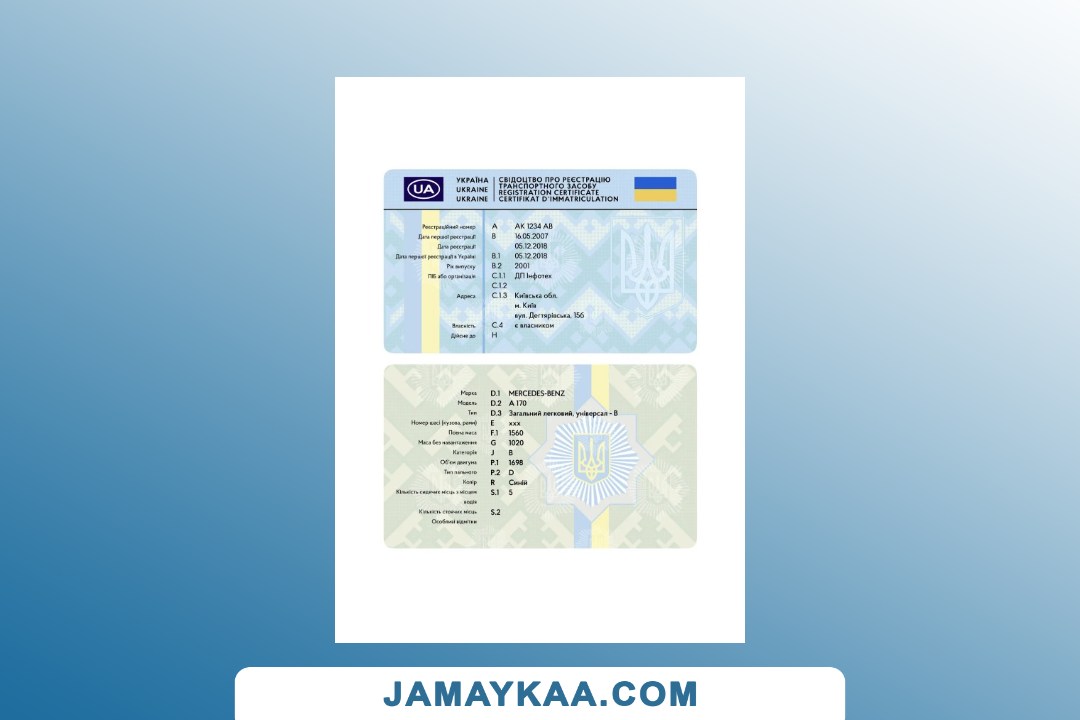 UA
УКРАЇНА
UKRAINE
UKRAINE
СВІДОЦТВО ПРО РЕЄСТРАЦІЮ
ТРАНСПОРТНОГО ЗАСОБУ
REGISTRATION CERTIFICATE
CERTIFIKAT D'IMMATRICULATION
Реєстраційний номер A АК 1234 АВ
Дата першої реєстрації B 16.05.2007
Дата реєстрації 05.12.2018
Дата першої реєстрації в Україні B.1 05.12.2018
Рік випуску B.2 2001
ПІБ або організація C.1.1 ДП Інфотех
C.1.2
Адреса C.1.3 Київська обл.
м. Київ
вул. Дегтярівська, 15б
Власність C.4 є власником
Дійсне до H
Марка D.1 MERCEDES-BENZ
Модель D.2 A 170
Тип D.3 Загальний легковий, універсал - B
Номер шасі (кузова, рами) E xxx
Повна маса F.1 1560
Маса без навантаження G 1020
Категорія J B
Об'єм двигуна P.1 1698
Тип пального P.2 D
Колір R Синій
Кількість сидячих місць з місцем S.1 5
водія
Кількість стоячих місць S.2
Особливі відмітки
JAMAYKAA.COM